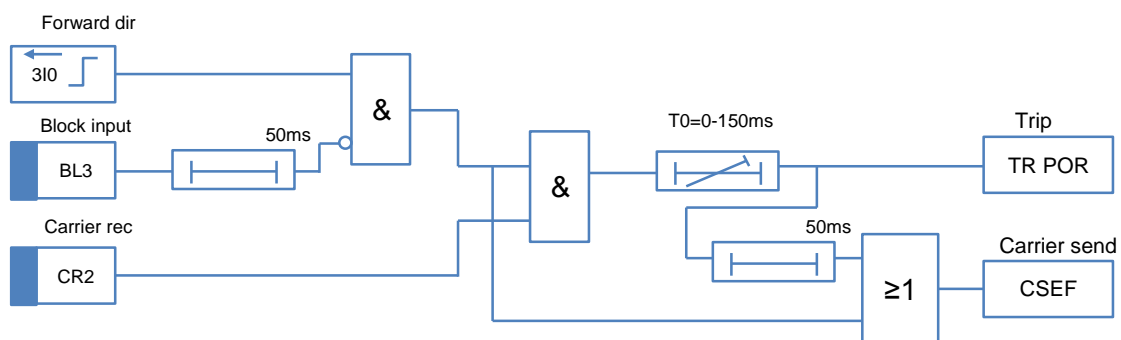 Forward dir
3I0
&
Block input
50ms
BL3
T0=0-150ms
Trip
TR POR
&
Carrier rec
CR2
50ms
Carrier send
≥1
CSEF